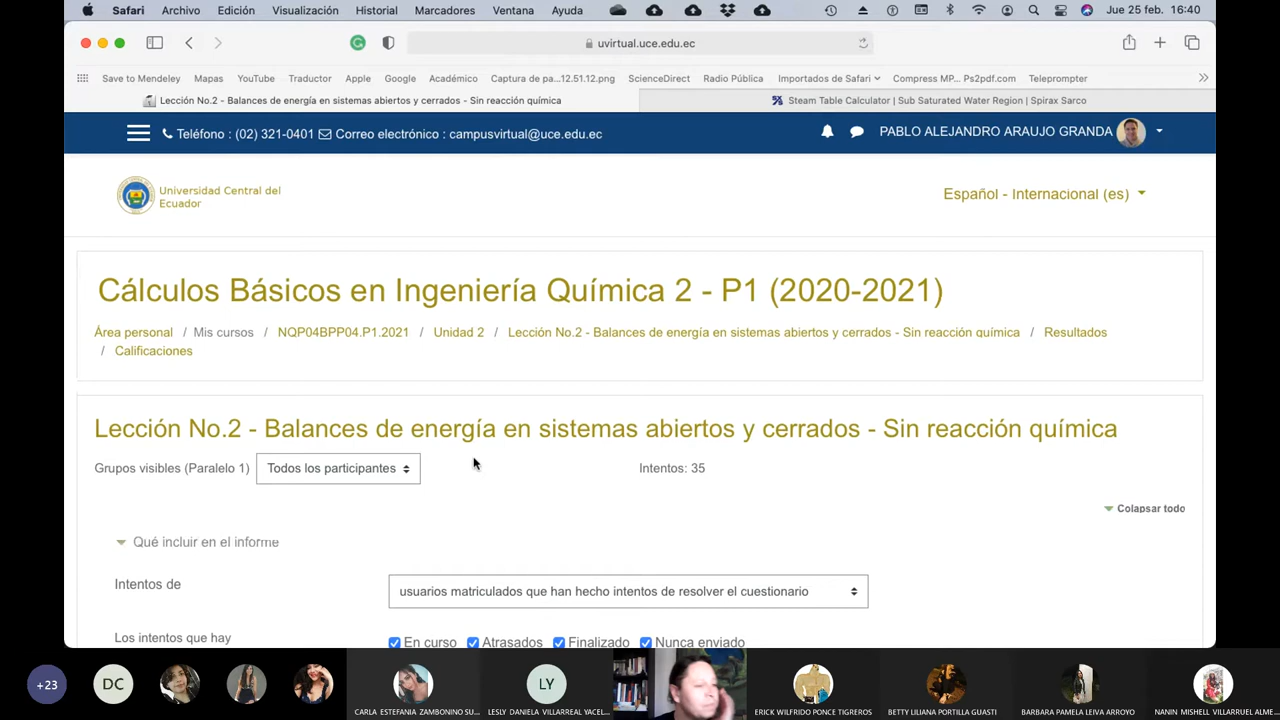 Safari Archivo Edición Visualización Historial Marcadores Ventana Ayuda Jue 25 feb. 16:40
uvirtual.uce.edu.ec
Save to Mendeley Mapas YouTube Traductor Apple Google Académico Captura de pa...12.51.12.png ScienceDirect Radio Pública Importados de Safari Compress MP... Ps2pdf.com Teleprompter
Lección No.2 - Balances de energía en sistemas abiertos y cerrados - Sin reacción química Steam Table Calculator | Sub Saturated Water Region | Spirax Sarco
Teléfono : (02) 321-0401 Correo electrónico : campusvirtual@uce.edu.ec PABLO ALEJANDRO ARAUJO GRANDA
Universidad Central del
Ecuador
Español - Internacional (es)
Cálculos Básicos en Ingeniería Química 2 - P1 (2020-2021)
Área personal / Mis cursos / NQP04BPP04.P1.2021 / Unidad 2 / Lección No.2 - Balances de energía en sistemas abiertos y cerrados - Sin reacción química / Resultados
/ Calificaciones
Lección No.2 - Balances de energía en sistemas abiertos y cerrados - Sin reacción química
Grupos visibles (Paralelo 1) Todos los participantes Intentos: 35
Colapsar todo
Qué incluir en el informe
Intentos de usuarios matriculados que han hecho intentos de resolver el cuestionario
Los intentos que hay En curso Atrasados Finalizado Nunca enviado
+23 DC LY
CARLA ESTEFANIA ZAMBONINO SU... LESLY DANIELA VILLARREAL YACEL... ERICK WILFRIDO PONCE TIGREROS BETTY LILIANA PORTILLA GUASTI BARBARA PAMELA LEIVA ARROYO NANIN MISHELL VILLARRUEL ALME...